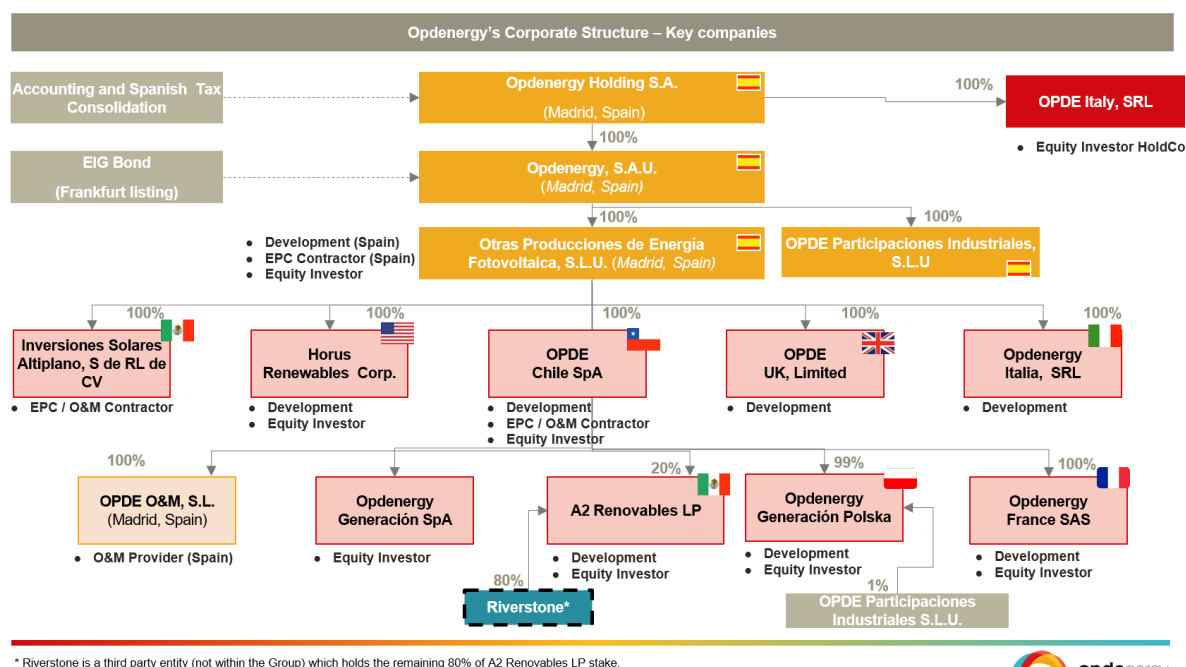 Opdenergy's Corporate Structure – Key companies
Accounting and Spanish Tax
Consolidation
Opdenergy Holding S.A.
(Madrid, Spain)
100%
OPDE Italy, SRL
● Equity Investor HoldCo
100%
EIG Bond
(Frankfurt listing)
Opdenergy, S.A.U.
(Madrid, Spain)
100%
100%
● Development (Spain)
● EPC Contractor (Spain)
● Equity Investor
Otras Producciones de Energía
Fotovoltaica, S.L.U. (Madrid, Spain)
OPDE Participaciones Industriales,
S.L.U
100%
100%
100%
100%
100%
Inversiones Solares
Altiplano, S de RL de
CV
● EPC / O&M Contractor
Horus
Renewables Corp.
● Development
● Equity Investor
OPDE
Chile SpA
● Development
● EPC / O&M Contractor
● Equity Investor
OPDE
UK, Limited
● Development
Opdenergy
Italia, SRL
● Development
100%
20%
99%
100%
OPDE O&M, S.L.
(Madrid, Spain)
● O&M Provider (Spain)
Opdenergy
Generación SpA
● Equity Investor
A2 Renovables LP
● Development
● Equity Investor
Opdenergy
Generación Polska
● Development
● Equity Investor
Opdenergy
France SAS
● Development
● Equity Investor
80%
Riverstone*
1%
OPDE Participaciones
Industriales S.L.U.
* Riverstone is a third party entity (not within the Group) which holds the remaining 80% of A2 Renovables LP stake.
opdenergy